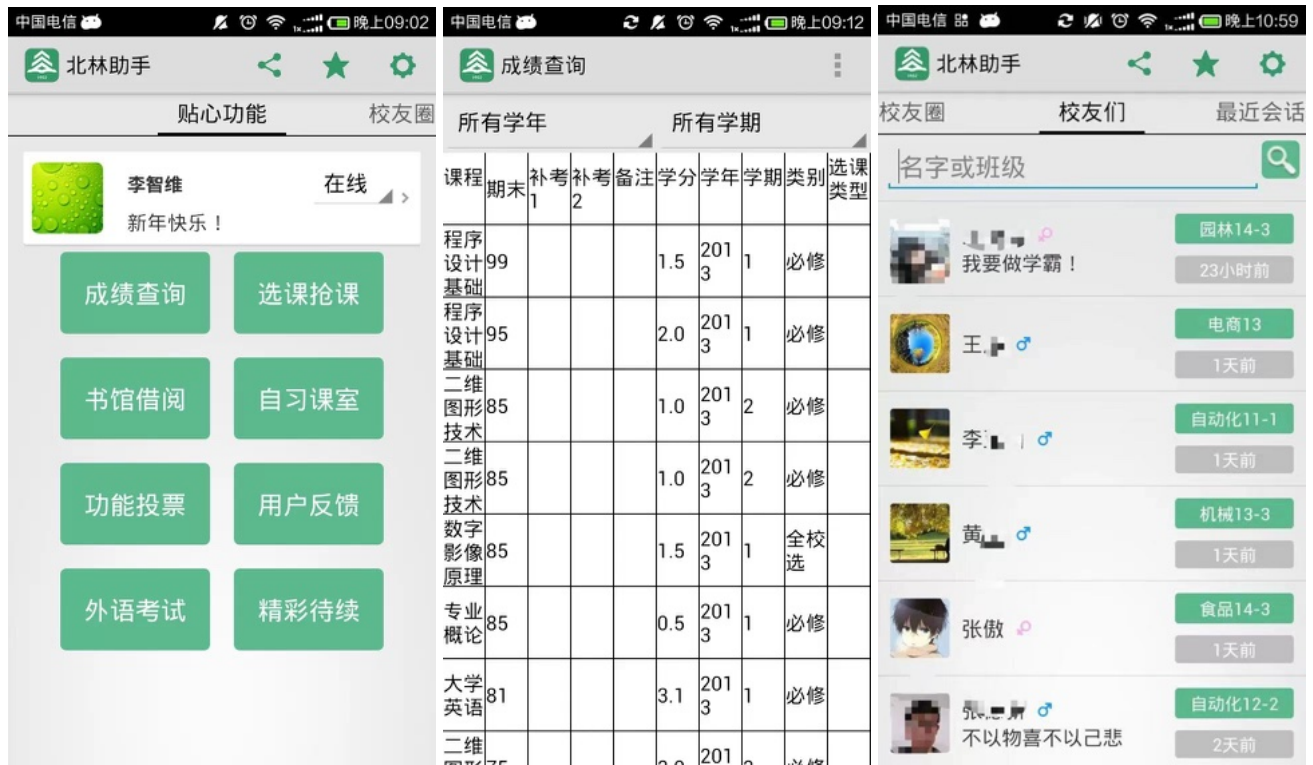 中国电信
晚上09:02
北林助手
贴心功能 校友圈
李智维 在线
新年快乐！
成绩查询 选课抢课
书馆借阅 自习课室
功能投票 用户反馈
外语考试 精彩待续
中国电信
晚上09:12
成绩查询
所有学年 所有学期
课程 期末 补考1 补考2 备注 学分 学年 学期 类别 选课类型
程序设计基础 99 1.5 2013 1 必修
程序设计基础 95 2.0 2013 1 必修
二维图形技术 85 1.0 2013 2 必修
二维图形技术 85 1.0 2013 2 必修
数字影像原理 85 1.5 2013 1 全校选
专业概论 85 0.5 2013 1 必修
大学英语 81 3.1 2013 1 必修
二维 201
中国电信
晚上10:59
北林助手
校友圈 校友们 最近会话
名字或班级
园林14-3
我要做学霸！
23小时前
电商13
王
1天前
自动化11-1
李
1天前
机械13-3
黄
1天前
食品14-3
张傲
1天前
自动化12-2
不以物喜不以己悲
2天前